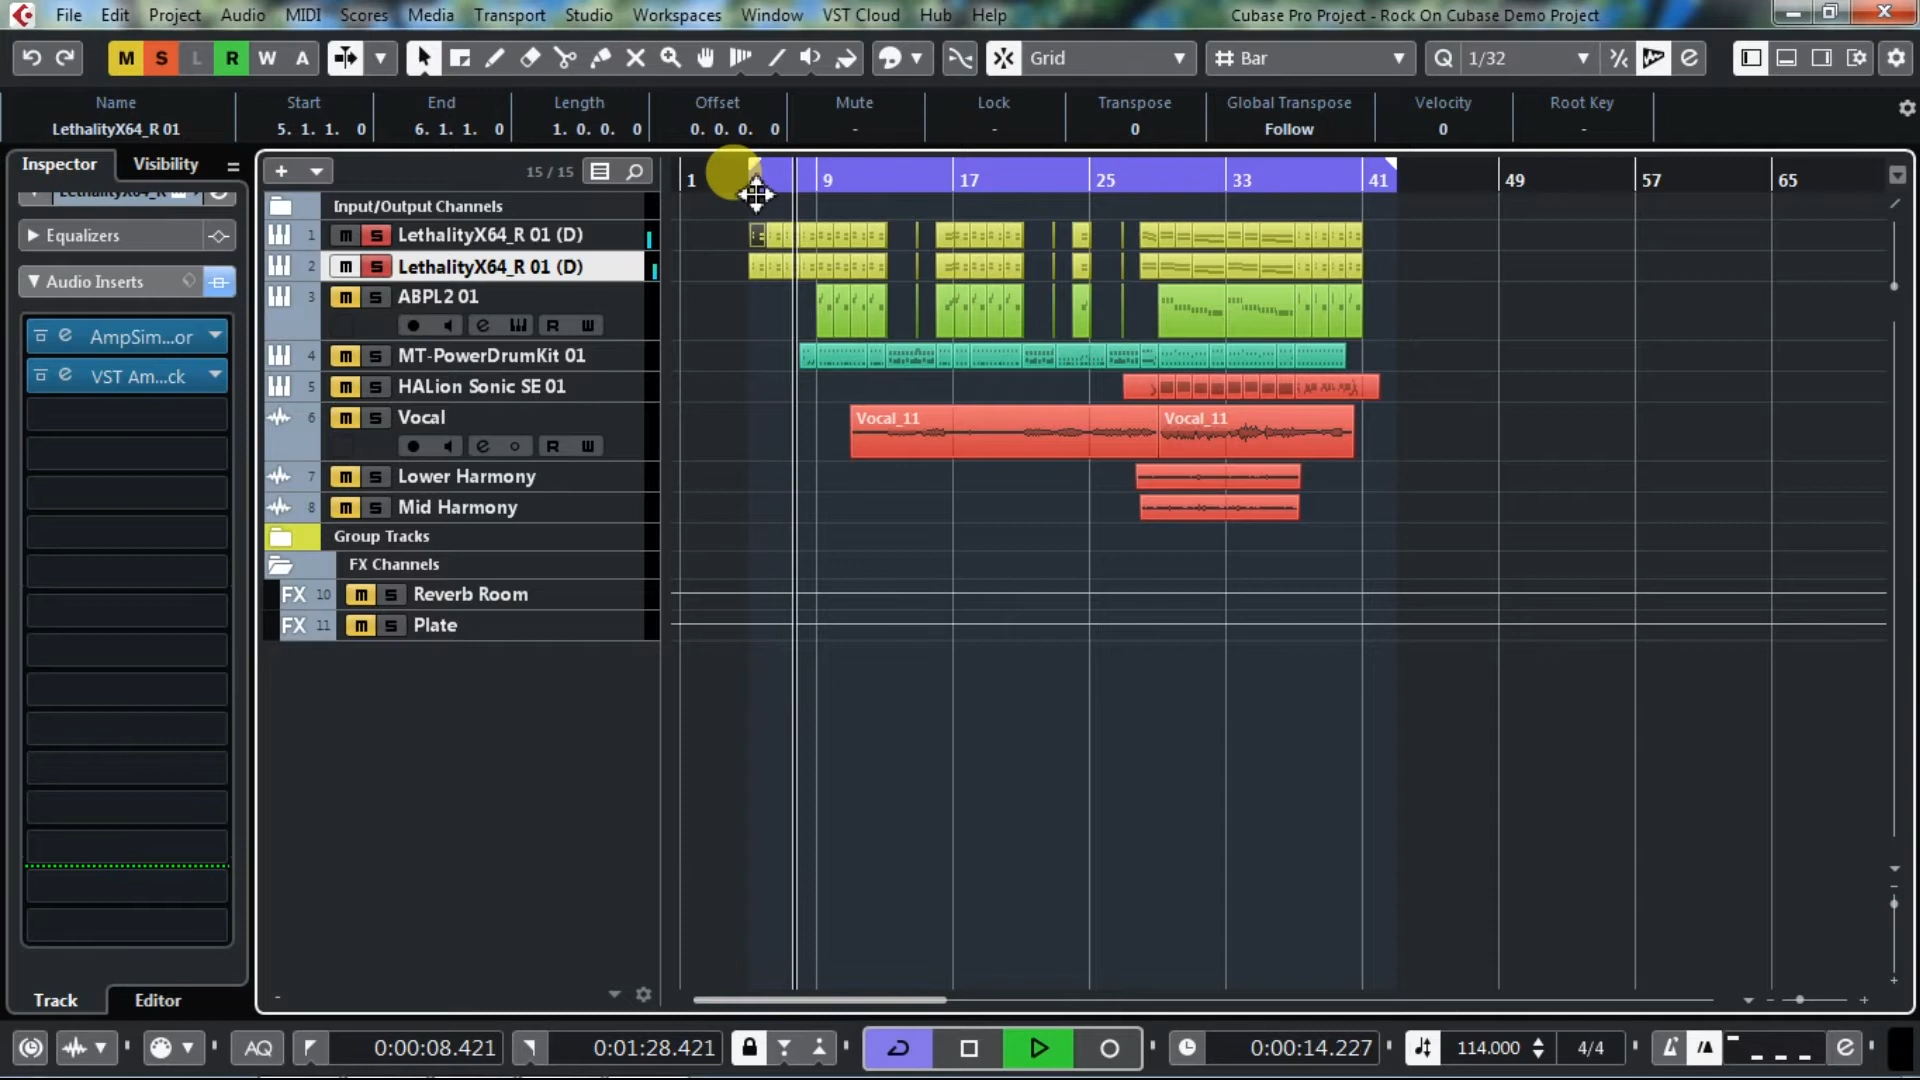 File Edit Project Audio MIDI Scores Media Transport Studio Workspaces Window VST Cloud Hub Help Cubase Pro Project - Rock On Cubase Demo Project
M S L R W A Grid Bar Q 1/32 e
Name Start End Length Offset Mute Lock Transpose Global Transpose Velocity Root Key
LethalityX64_R 01 5. 1. 1. 0 6. 1. 1. 0 1. 0. 0. 0 0. 0. 0. 0 - - 0 Follow 0 -
Inspector Visibility
+ 15 / 15
1 9 17 25 33 41 49 57 65
Input/Output Channels
Equalizers
1 m S LethalityX64_R 01 (D)
2 m S LethalityX64_R 01 (D)
Audio Inserts
3 m S ABPL2 01
e R W
AmpSim...or
VST Am...ck
4 m S MT-PowerDrumKit 01
5 m S HALion Sonic SE 01
6 m S Vocal
e R W
Vocal_11 Vocal_11
7 m S Lower Harmony
8 m S Mid Harmony
Group Tracks
FX Channels
FX 10 m S Reverb Room
FX 11 m S Plate
Track Editor
AQ 0:00:08.421 0:01:28.421 0:00:14.227 114.000 4/4 e